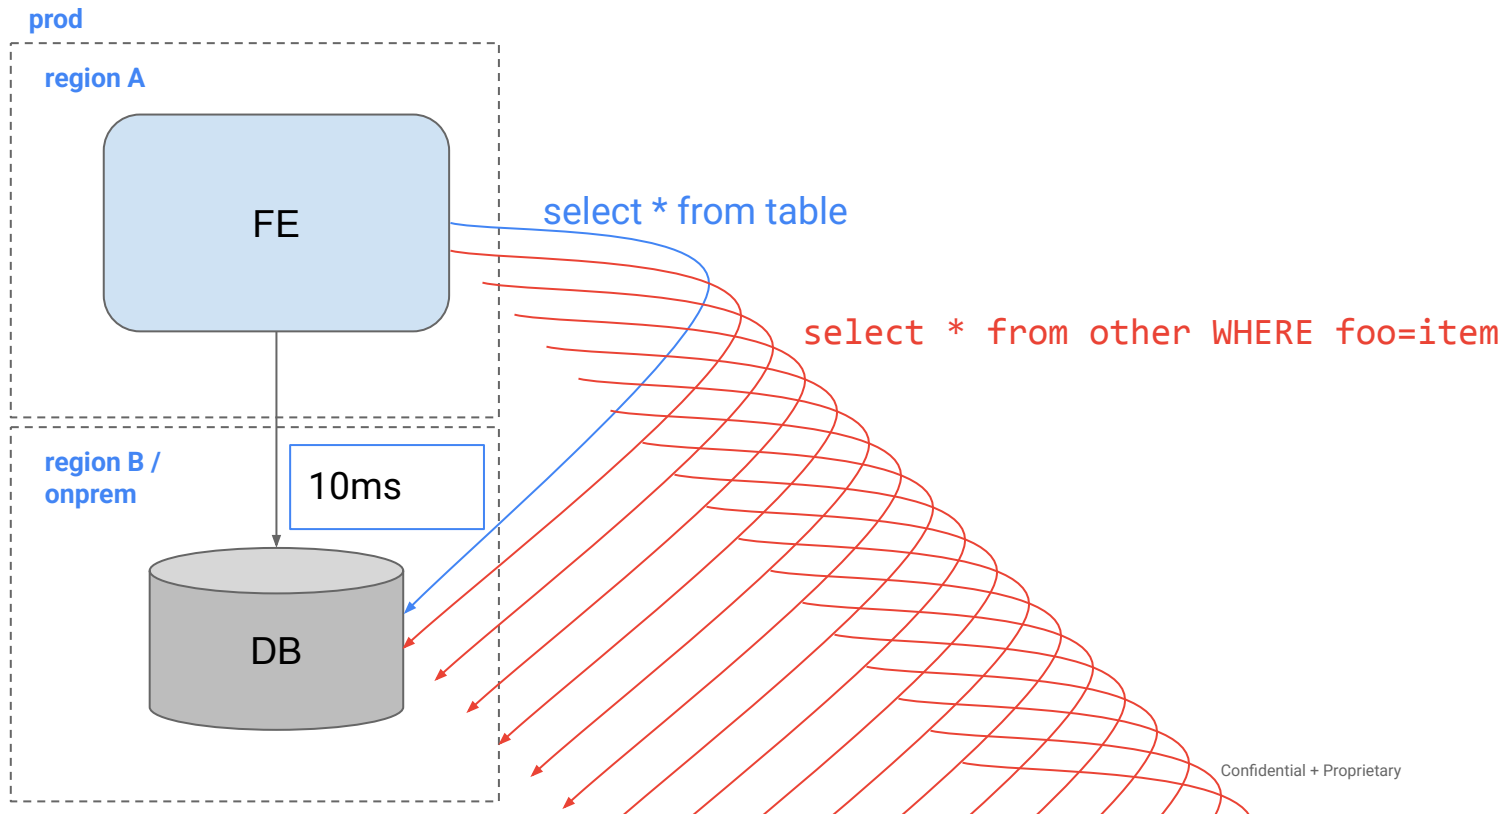 prod
region A
FE
select * from table
select * from other WHERE foo=item
region B /
onprem
10ms
DB
Confidential + Proprietary